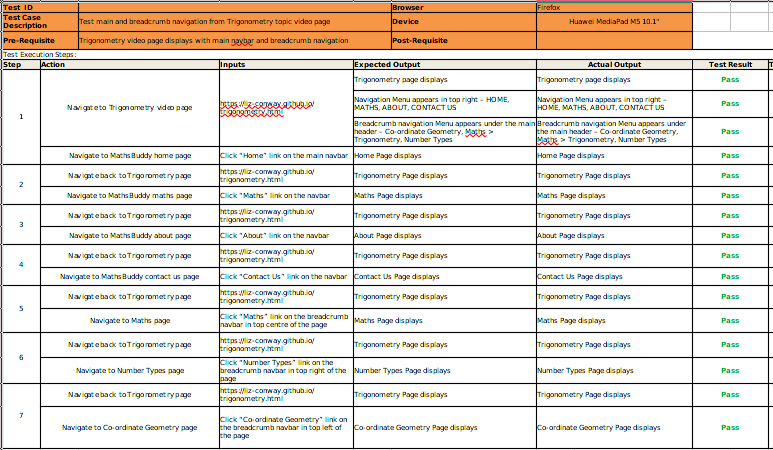 Test ID Browser Firefox
Test Case Description Test main and breadcrumb navigation from Trigonometry topic video page Device Huawei MediaPad M5 10.1"
Pre-Requisite Trigonometry video page displays with main navbar and breadcrumb navigation Post-Requisite
Test Execution Steps:
Step Action Inputs Expected Output Actual Output Test Result T
1 Navigate to Trigonometry video page https://liz-conway.github.io/
trigonometry.html
Trigonometry page displays Trigonometry page displays Pass
Navigation Menu appears in top right – HOME,
MATHS, ABOUT, CONTACT US
Navigation Menu appears in top right –
HOME, MATHS, ABOUT, CONTACT US
Pass
Breadcrumb navigation Menu appears under the main
header – Co-ordinate Geometry, Maths >
Trigonometry, Number Types
Breadcrumb navigation Menu appears under
the main header – Co-ordinate Geometry,
Maths > Trigonometry, Number Types
Pass
Navigate to MathsBuddy home page Click "Home" link on the main navbar Home Page displays Home Page displays Pass
2 Navigate back to Trigonometry page https://liz-conway.github.io/
trigonometry.html
Trigonometry Page displays Trigonometry Page displays Pass
Navigate to MathsBuddy maths page Click "Maths" link on the navbar Maths Page displays Maths Page displays Pass
3 Navigate back to Trigonometry page https://liz-conway.github.io/
trigonometry.html
Trigonometry Page displays Trigonometry Page displays Pass
Navigate to MathsBuddy about page Click "About" link on the navbar About Page displays About Page displays Pass
4 Navigate back to Trigonometry page https://liz-conway.github.io/
trigonometry.html
Trigonometry Page displays Trigonometry Page displays Pass
Navigate to MathsBuddy contact us page Click "Contact Us" link on the navbar Contact Us Page displays Contact Us Page displays Pass
5 Navigate back to Trigonometry page https://liz-conway.github.io/
trigonometry.html
Trigonometry Page displays Trigonometry Page displays Pass
Navigate to Maths page Click "Maths" link on the breadcrumb
navbar in top centre of the page
Maths Page displays Maths Page displays Pass
6 Navigate back to Trigonometry page https://liz-conway.github.io/
trigonometry.html
Trigonometry Page displays Trigonometry Page displays Pass
Navigate to Number Types page Click "Number Types" link on the
breadcrumb navbar in top right of the
page
Number Types Page displays Number Types Page displays Pass
7 Navigate back to Trigonometry page https://liz-conway.github.io/
trigonometry.html
Trigonometry Page displays Trigonometry Page displays Pass
Navigate to Co-ordinate Geometry page Click "Co-ordinate Geometry" link on
the breadcrumb navbar in top left of
the page
Co-ordinate Geometry Page displays Co-ordinate Geometry Page displays Pass